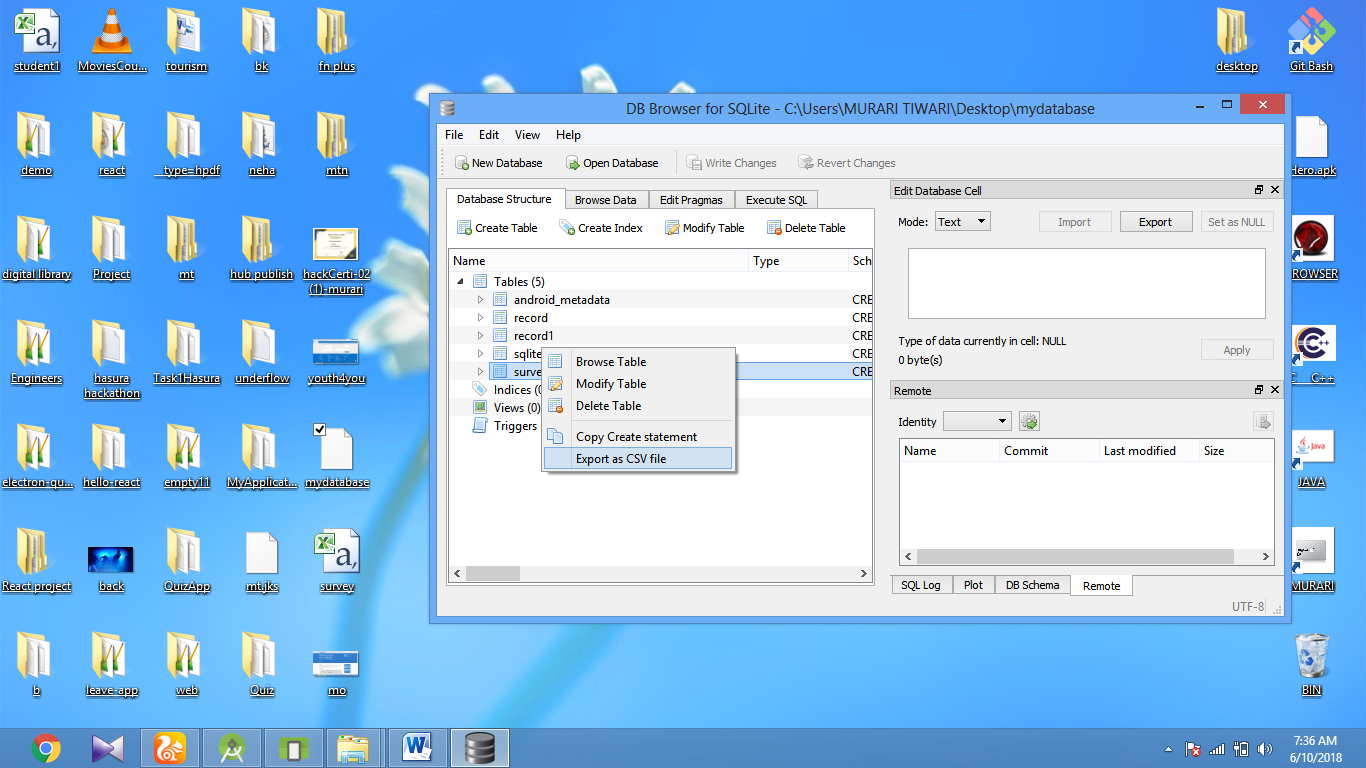 student1
MoviesCou...
tourism
bk
fn plus
desktop
Git Bash
demo
react
__type=hpdf
neha
mtn
Hero.apk
digital library
Project
mt
hub publish
hackCerti-02
(1)-murari
BROWSER
Engineers
hasura
hackathon
Task1Hasura
underflow
youth4you
C__C++
electron-qu...
hello-react
empty11
MyApplicat...
mydatabase
JAVA
React project
back
QuizApp
mt.jks
survey
MURARI
b
leave-app
web
Quiz
mo
BIN
DB Browser for SQLite - C:\Users\MURARI TIWARI\Desktop\mydatabase
File Edit View Help
New Database Open Database Write Changes Revert Changes
Database Structure Browse Data Edit Pragmas Execute SQL
Create Table Create Index Modify Table Delete Table
Name Type Sch
Tables (5)
android_metadata CRE
record CRE
record1 CRE
sqlite CRE
surve CRE
Indices (0
Views (0)
Triggers
Browse Table
Modify Table
Delete Table
Copy Create statement
Export as CSV file
Edit Database Cell
Mode: Text Import Export Set as NULL
Type of data currently in cell: NULL
0 byte(s)
Apply
Remote
Identity
Name Commit Last modified Size
SQL Log Plot DB Schema Remote
UTF-8
7:36 AM
6/10/2018